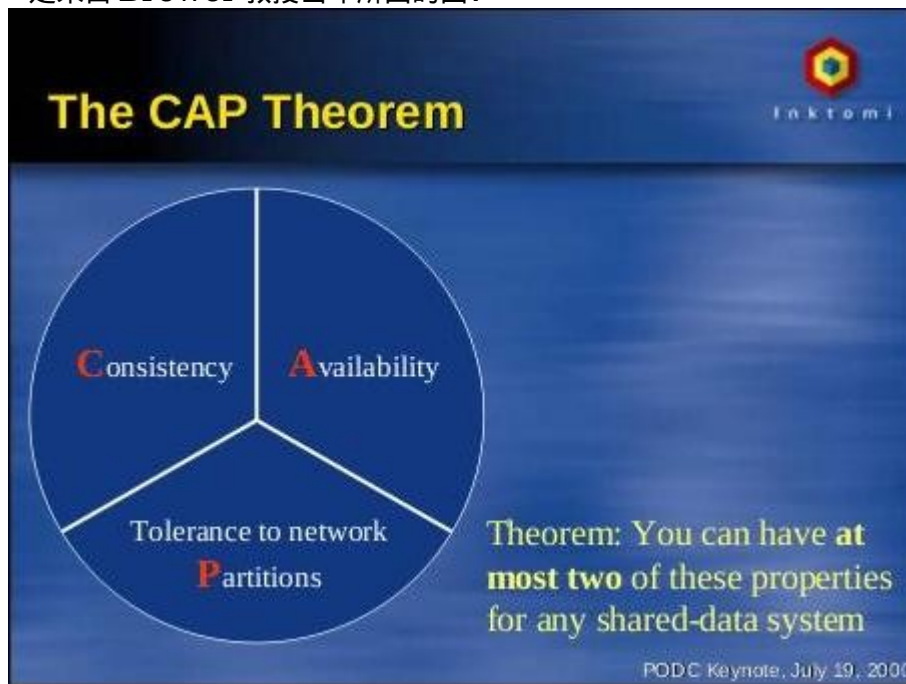 The CAP Theorem
Inktomi
Consistency
Availability
Tolerance to network
Partitions
Theorem: You can have at
most two of these properties
for any shared-data system
PODC Keynote, July 19, 2000